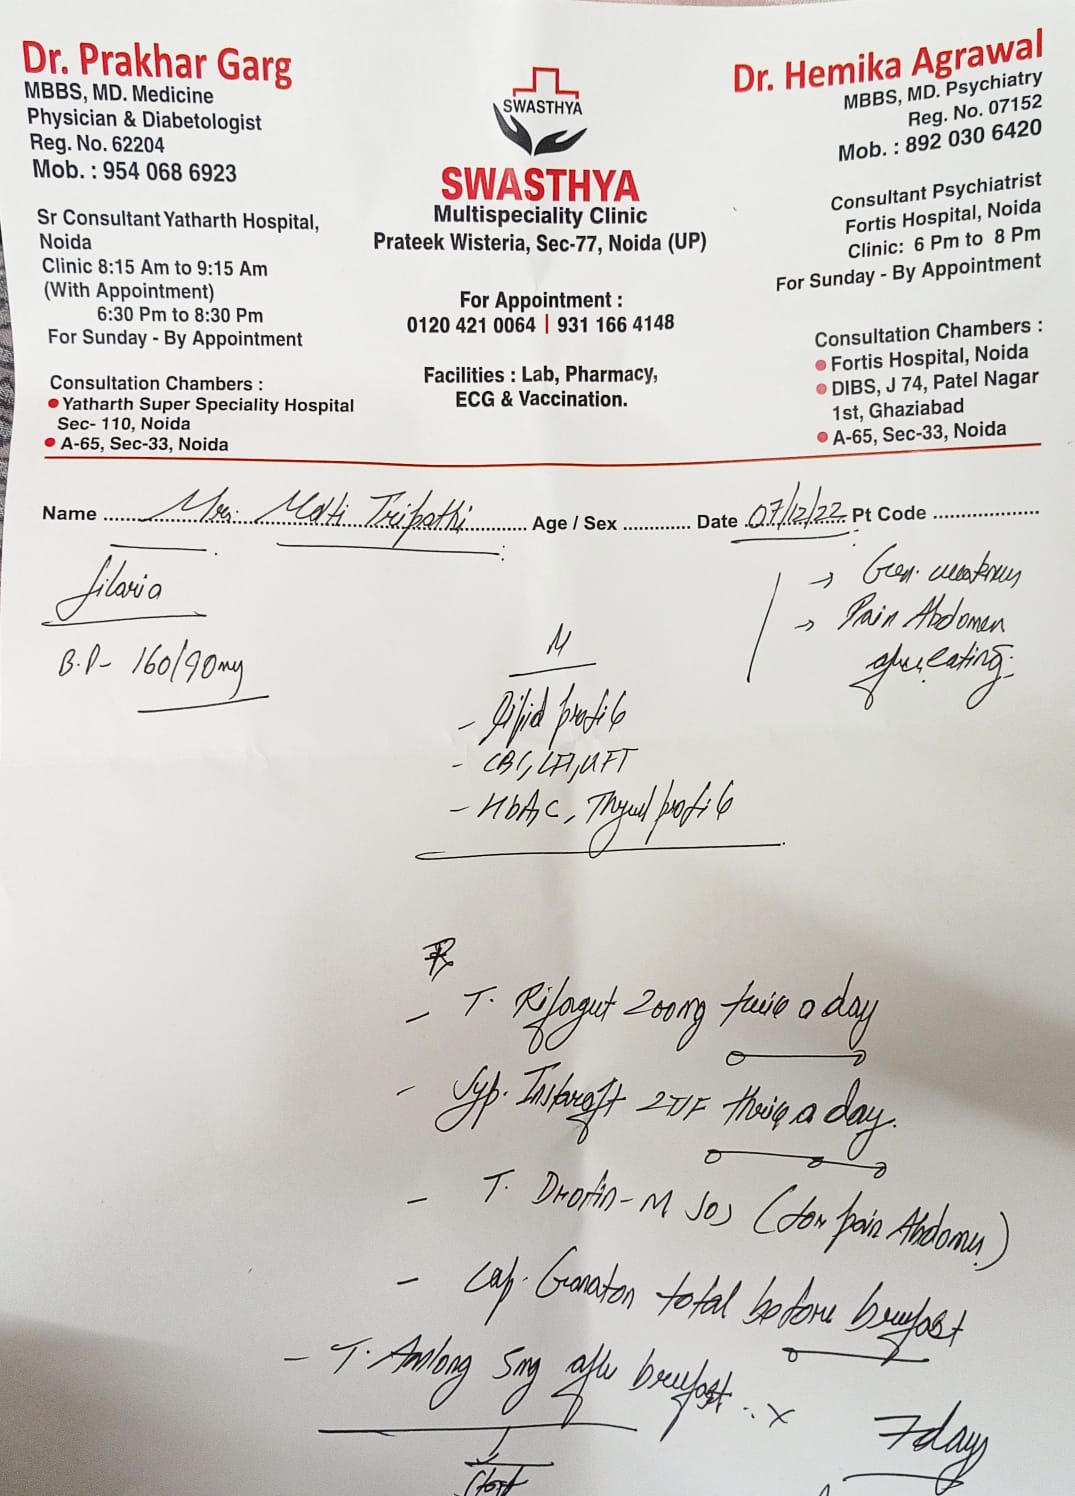 Dr. Prakhar Garg
MBBS, MD. Medicine
Physician & Diabetologist
Reg. No. 62204
Mob. : 954 068 6923
Sr Consultant Yatharth Hospital,
Noida
Clinic 8:15 Am to 9:15 Am
(With Appointment)
6:30 Pm to 8:30 Pm
For Sunday - By Appointment
Consultation Chambers :
Yatharth Super Speciality Hospital
Sec- 110, Noida
A-65, Sec-33, Noida
SWASTHYA
SWASTHYA
Multispeciality Clinic
Prateek Wisteria, Sec-77, Noida (UP)
For Appointment :
0120 421 0064 | 931 166 4148
Facilities : Lab, Pharmacy,
ECG & Vaccination.
Dr. Hemika Agrawal
MBBS, MD. Psychiatry
Reg. No. 07152
Mob. : 892 030 6420
Consultant Psychiatrist
Fortis Hospital, Noida
Clinic: 6 Pm to 8 Pm
For Sunday - By Appointment
Consultation Chambers :
Fortis Hospital, Noida
DIBS, J 74, Patel Nagar
1st, Ghaziabad
A-65, Sec-33, Noida
Name Mrs. Malti Tripathi Age / Sex Date 07/12/22 Pt Code
filaria
B.P- 160/90mg
→ Gen. weakness
→ Pain Abdomen
after eating.
- Lipid profile
- CBC, LFT, KFT
- HbA1C, Thyroid profile
Rx
- T. Rifagut 200mg twice a day
- Syp. 2TSF thrice a day.
- T. Drotin-M SOS (for pain Abdomen)
- Cap. Ganaton total before breakfast
- T. Amlong 5mg after breakfast .. x
7 days
Start